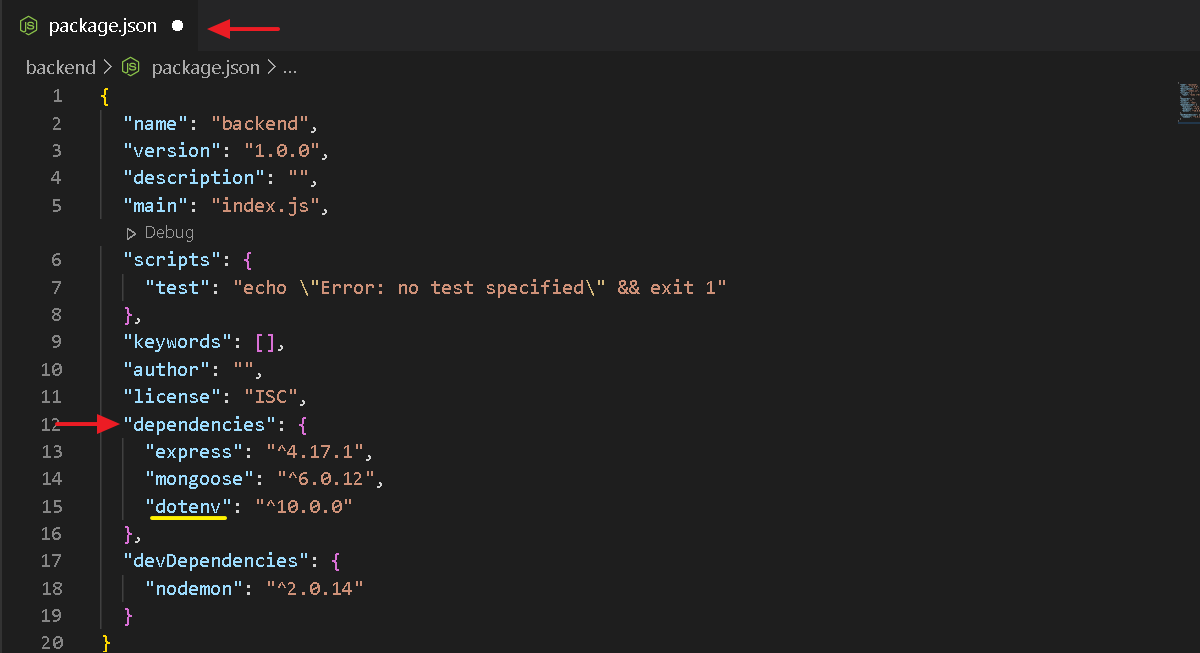 package.json
backend > package.json > ...
1 {
2 "name": "backend",
3 "version": "1.0.0",
4 "description": "",
5 "main": "index.js",
Debug
6 "scripts": {
7 "test": "echo \"Error: no test specified\" && exit 1"
8 },
9 "keywords": [],
10 "author": "",
11 "license": "ISC",
12 "dependencies": {
13 "express": "^4.17.1",
14 "mongoose": "^6.0.12",
15 "dotenv": "^10.0.0"
16 },
17 "devDependencies": {
18 "nodemon": "^2.0.14"
19 }
20 }